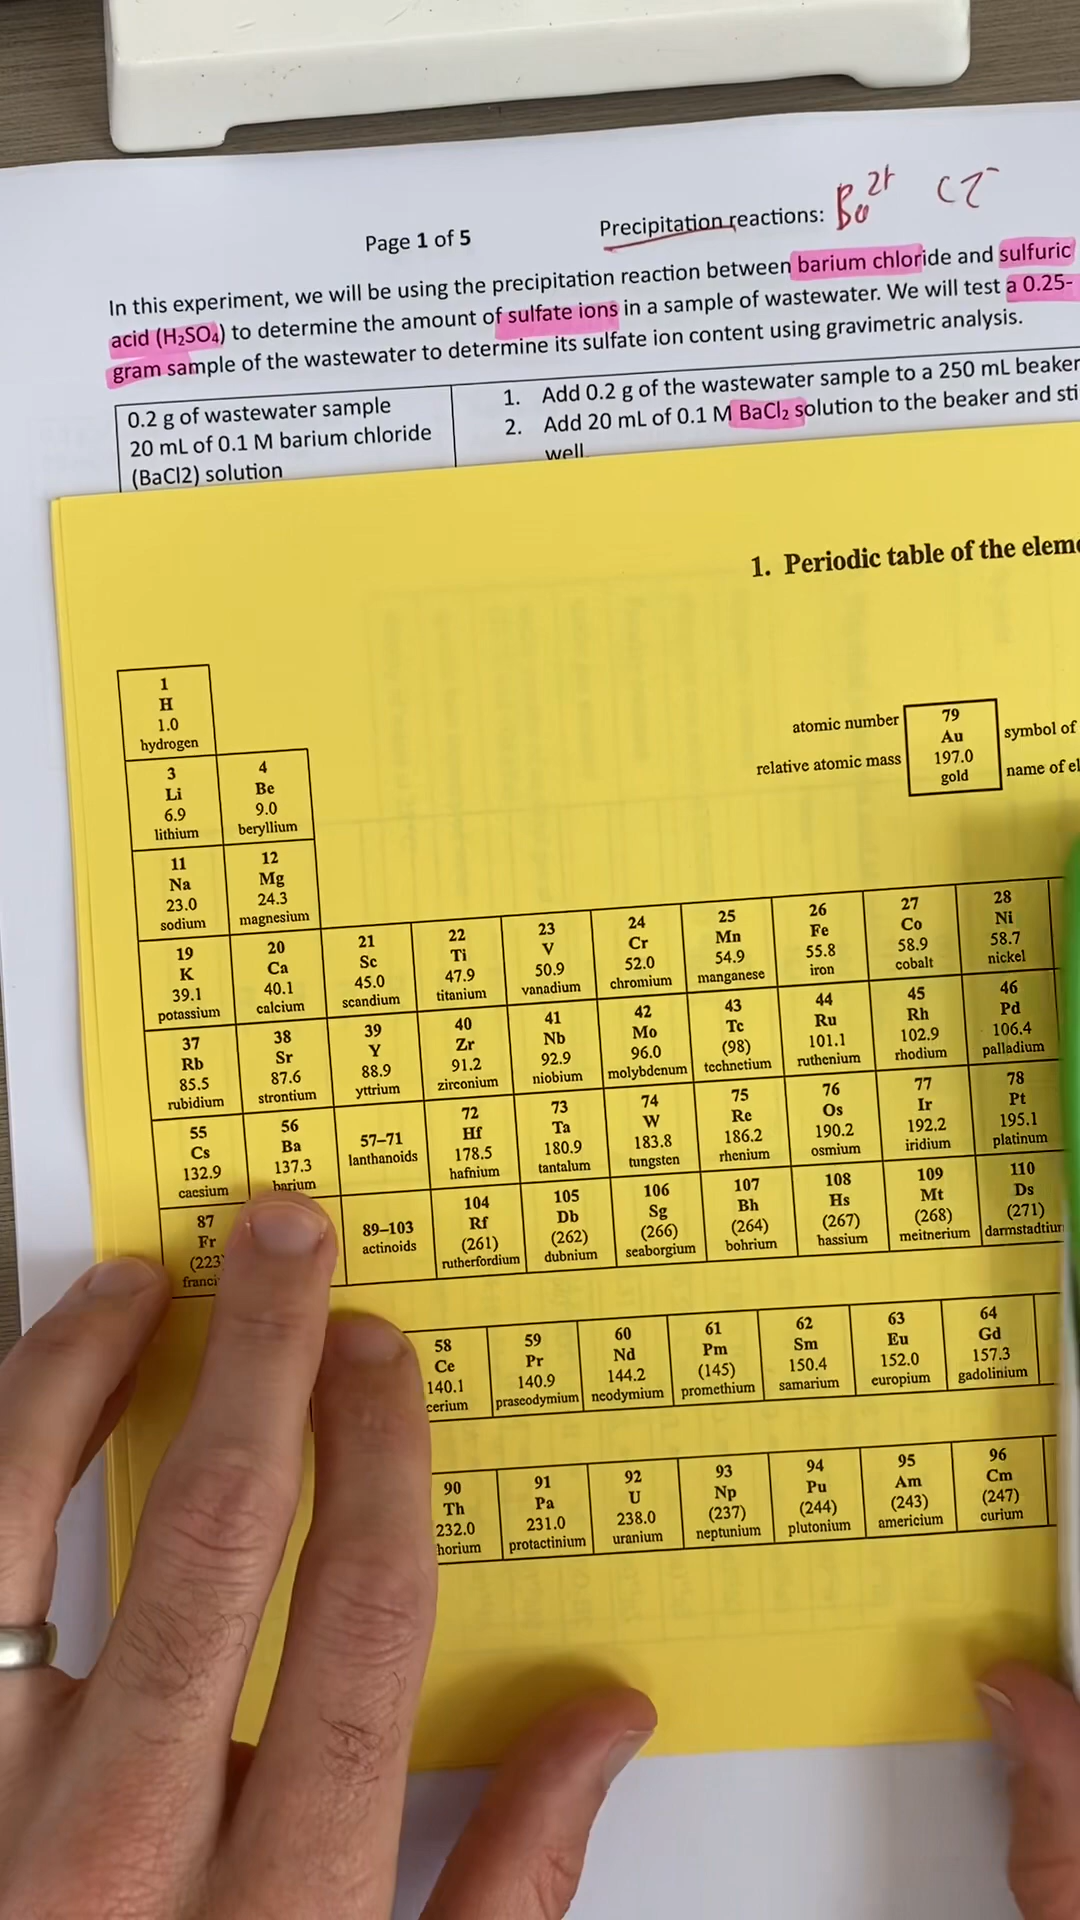 Ba2+ Cl-
Page 1 of 5
Precipitation reactions:
In this experiment, we will be using the precipitation reaction between barium chloride and sulfuric
acid (H₂SO₄) to determine the amount of sulfate ions in a sample of wastewater. We will test a 0.25-
gram sample of the wastewater to determine its sulfate ion content using gravimetric analysis.
0.2 g of wastewater sample
20 mL of 0.1 M barium chloride
(BaCl2) solution
1. Add 0.2 g of the wastewater sample to a 250 mL beaker
2. Add 20 mL of 0.1 M BaCl₂ solution to the beaker and sti
well.
1. Periodic table of the eleme
atomic number
relative atomic mass
79
Au
197.0
gold
symbol of
name of el
1
H
1.0
hydrogen
3
Li
6.9
lithium
4
Be
9.0
beryllium
11
Na
23.0
sodium
12
Mg
24.3
magnesium
19
K
39.1
potassium
20
Ca
40.1
calcium
21
Sc
45.0
scandium
22
Ti
47.9
titanium
23
V
50.9
vanadium
24
Cr
52.0
chromium
25
Mn
54.9
manganese
26
Fe
55.8
iron
27
Co
58.9
cobalt
28
Ni
58.7
nickel
37
Rb
85.5
rubidium
38
Sr
87.6
strontium
39
Y
88.9
yttrium
40
Zr
91.2
zirconium
41
Nb
92.9
niobium
42
Mo
96.0
molybdenum
43
Tc
(98)
technetium
44
Ru
101.1
ruthenium
45
Rh
102.9
rhodium
46
Pd
106.4
palladium
55
Cs
132.9
caesium
56
Ba
137.3
barium
57–71
lanthanoids
72
Hf
178.5
hafnium
73
Ta
180.9
tantalum
74
W
183.8
tungsten
75
Re
186.2
rhenium
76
Os
190.2
osmium
77
Ir
192.2
iridium
78
Pt
195.1
platinum
87
Fr
(223)
franci
89–103
actinoids
104
Rf
(261)
rutherfordium
105
Db
(262)
dubnium
106
Sg
(266)
seaborgium
107
Bh
(264)
bohrium
108
Hs
(267)
hassium
109
Mt
(268)
meitnerium
110
Ds
(271)
darmstadtiur
58
Ce
140.1
cerium
59
Pr
140.9
praseodymium
60
Nd
144.2
neodymium
61
Pm
(145)
promethium
62
Sm
150.4
samarium
63
Eu
152.0
europium
64
Gd
157.3
gadolinium
90
Th
232.0
horium
91
Pa
231.0
protactinium
92
U
238.0
uranium
93
Np
(237)
neptunium
94
Pu
(244)
plutonium
95
Am
(243)
americium
96
Cm
(247)
curium